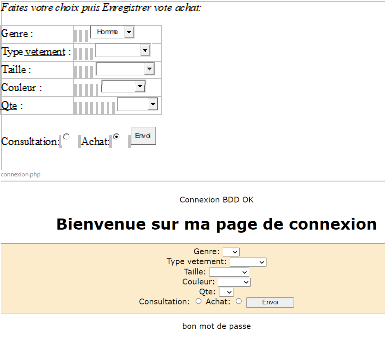 Faites votre choix puis Enregistrer vote achat:
Genre : Homme
Type vetement :
Taille :
Couleur :
Qte :
Consultation: Achat: Envoi
connexion.php
Connexion BDD OK
Bienvenue sur ma page de connexion
Genre:
Type vetement:
Taille:
Couleur:
Qte:
Consultation: Achat: Envoi
bon mot de passe